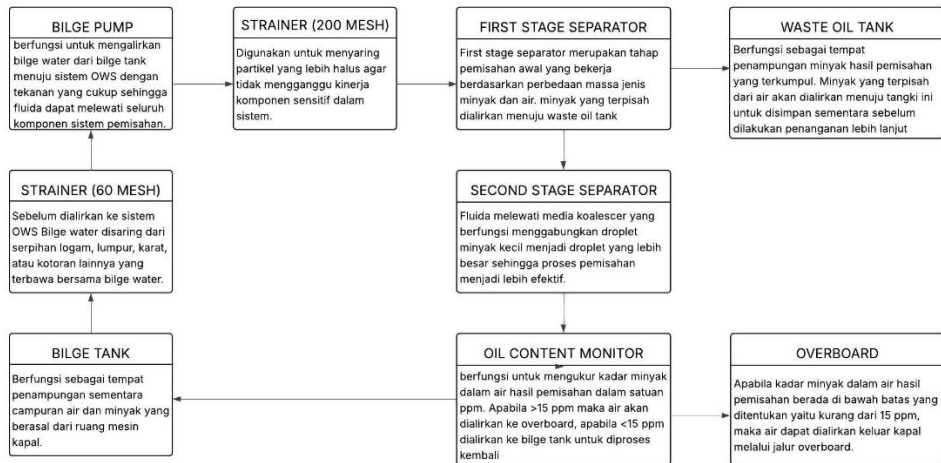 BILGE PUMP
berfungsi untuk mengalirkan
bilge water dari bilge tank
menuju sistem OWS dengan
tekanan yang cukup sehingga
fluida dapat melewati seluruh
komponen sistem pemisahan.
STRAINER (200 MESH)
Digunakan untuk menyaring
partikel yang lebih halus agar
tidak mengganggu kinerja
komponen sensitif dalam
sistem.
FIRST STAGE SEPARATOR
First stage separator merupakan tahap
pemisahan awal yang bekerja
berdasarkan perbedaan massa jenis
minyak dan air. minyak yang terpisah
dialirkan menuju waste oil tank
WASTE OIL TANK
Berfungsi sebagai tempat
penampungan minyak hasil pemisahan
yang terkumpul. Minyak yang terpisah
dari air akan dialirkan menuju tangki ini
untuk disimpan sementara sebelum
dilakukan penanganan lebih lanjut
STRAINER (60 MESH)
Sebelum dialirkan ke sistem
OWS Bilge water disaring dari
serpihan logam, lumpur, karat,
atau kotoran lainnya yang
terbawa bersama bilge water.
SECOND STAGE SEPARATOR
Fluida melewati media koalescer yang
berfungsi menggabungkan droplet
minyak kecil menjadi droplet yang lebih
besar sehingga proses pemisahan
menjadi lebih efektif.
BILGE TANK
Berfungsi sebagai tempat
penampungan sementara
campuran air dan minyak yang
berasal dari ruang mesin
kapal.
OIL CONTENT MONITOR
berfungsi untuk mengukur kadar minyak
dalam air hasil pemisahan dalam satuan
ppm. Apabila >15 ppm maka air akan
dialirkan ke overboard, apabila <15 ppm
dialirkan ke bilge tank untuk diproses
kembali
OVERBOARD
Apabila kadar minyak dalam air hasil
pemisahan berada di bawah batas yang
ditentukan yaitu kurang dari 15 ppm,
maka air dapat dialirkan keluar kapal
melalui jalur overboard.